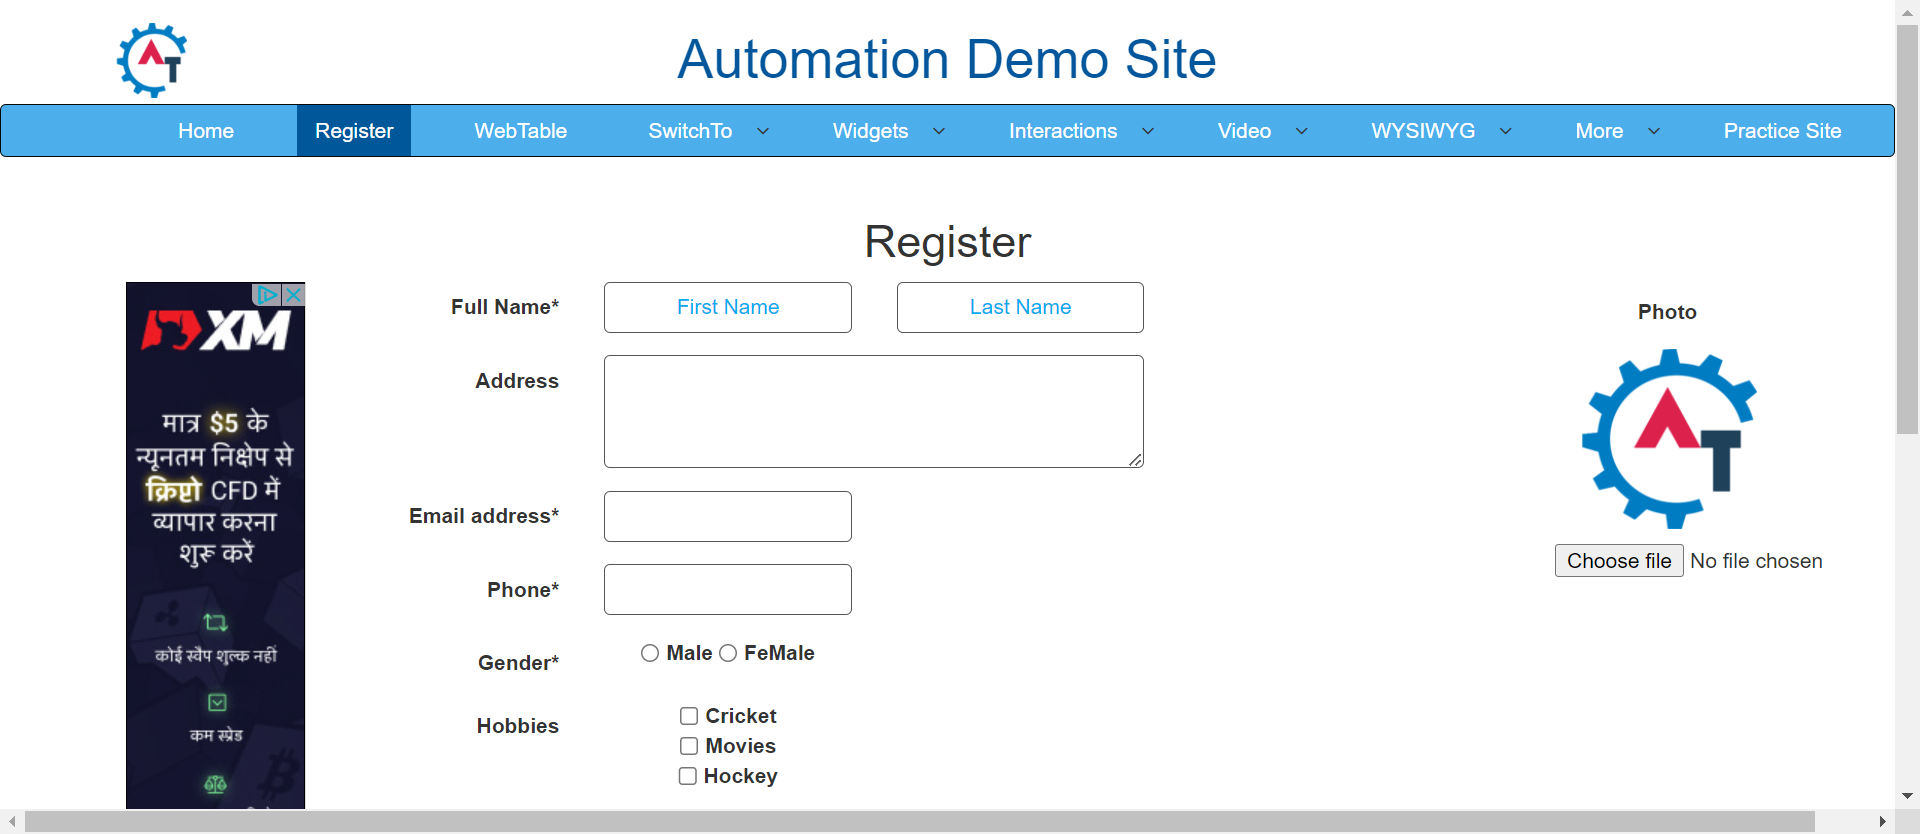 Automation Demo Site
Home Register WebTable SwitchTo Widgets Interactions Video WYSIWYG More Practice Site
Register
XM
मात्र $5 के
न्यूनतम निक्षेप से
क्रिप्टो CFD में
व्यापार करना
शुरू करें
कोई स्वैप शुल्क नहीं
कम स्प्रेड
Full Name* First Name Last Name
Address
Email address*
Phone*
Gender* Male FeMale
Hobbies Cricket
Movies
Hockey
Photo
AT
Choose file No file chosen